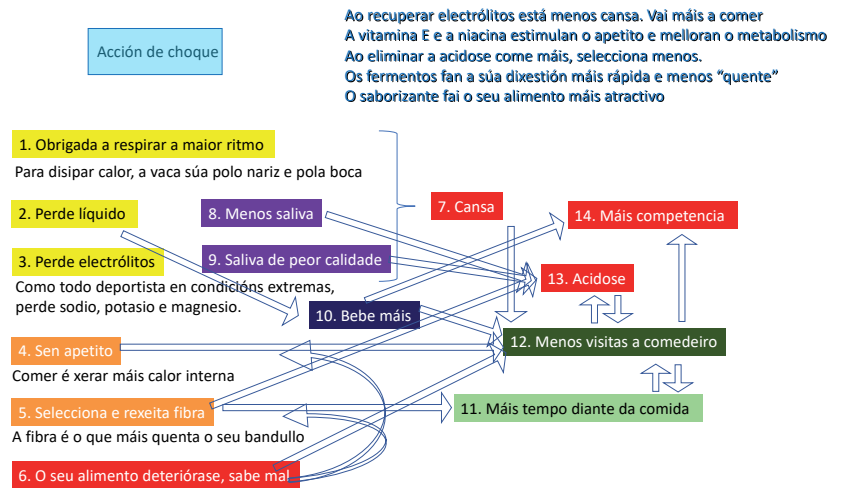 Acción de choque
Ao recuperar electrólitos está menos cansa. Vai máis a comer
A vitamina E e a niacina estimulan o apetito e melloran o metabolismo
Ao eliminar a acidose come máis, selecciona menos.
Os fermentos fan a súa dixestión máis rápida e menos “quente”
O saborizante fai o seu alimento máis atractivo
1. Obrigada a respirar a maior ritmo
Para disipar calor, a vaca súa polo nariz e pola boca
2. Perde líquido
8. Menos saliva
7. Cansa
14. Máis competencia
3. Perde electrólitos
9. Saliva de peor calidade
13. Acidose
Como todo deportista en condicións extremas,
perde sodio, potasio e magnesio.
10. Bebe máis
12. Menos visitas a comedeiro
4. Sen apetito
Comer é xerar máis calor interna
5. Selecciona e rexeita fibra
11. Máis tempo diante da comida
A fibra é o que máis quenta o seu bandullo
6. O seu alimento deteriórase, sabe mal